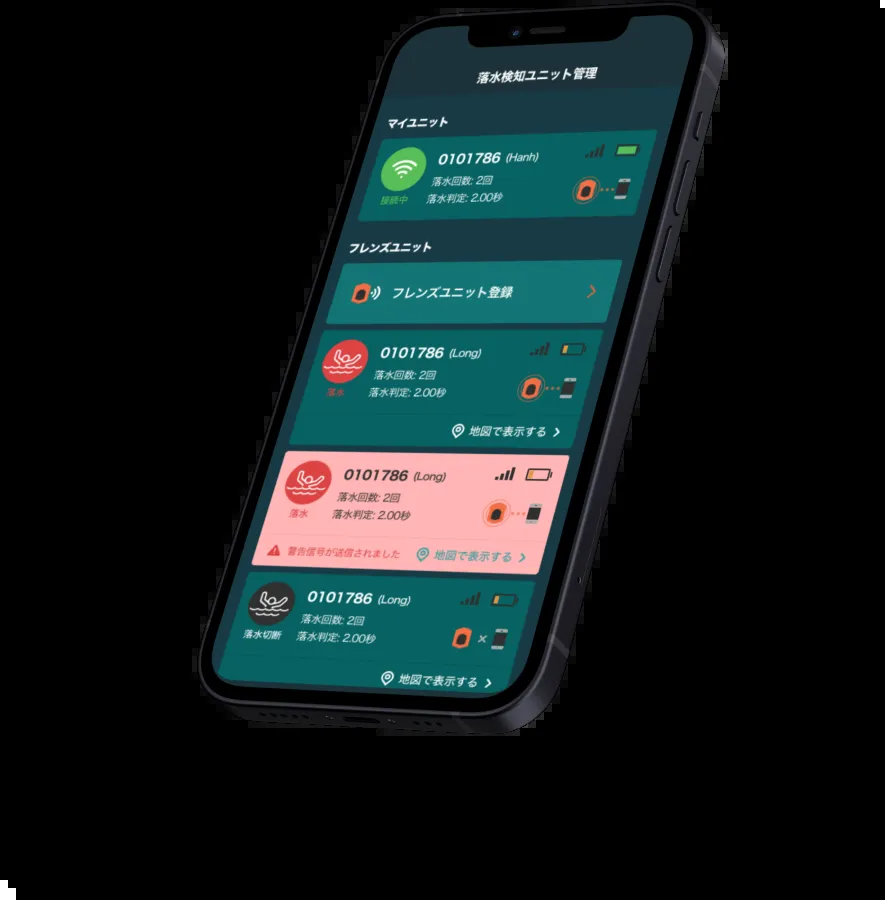 落水検知ユニット管理
マイユニット
0101786 (Hanh)
落水回数: 2回
接続中 落水判定: 2.00秒
フレンズユニット
フレンズユニット登録
0101786 (Long)
落水回数: 2回
落水 落水判定: 2.00秒
地図で表示する
0101786 (Long)
落水回数: 2回
落水 落水判定: 2.00秒
警告信号が送信されました 地図で表示する
0101786 (Long)
落水回数: 2回
落水切断 落水判定: 2.00秒
地図で表示する